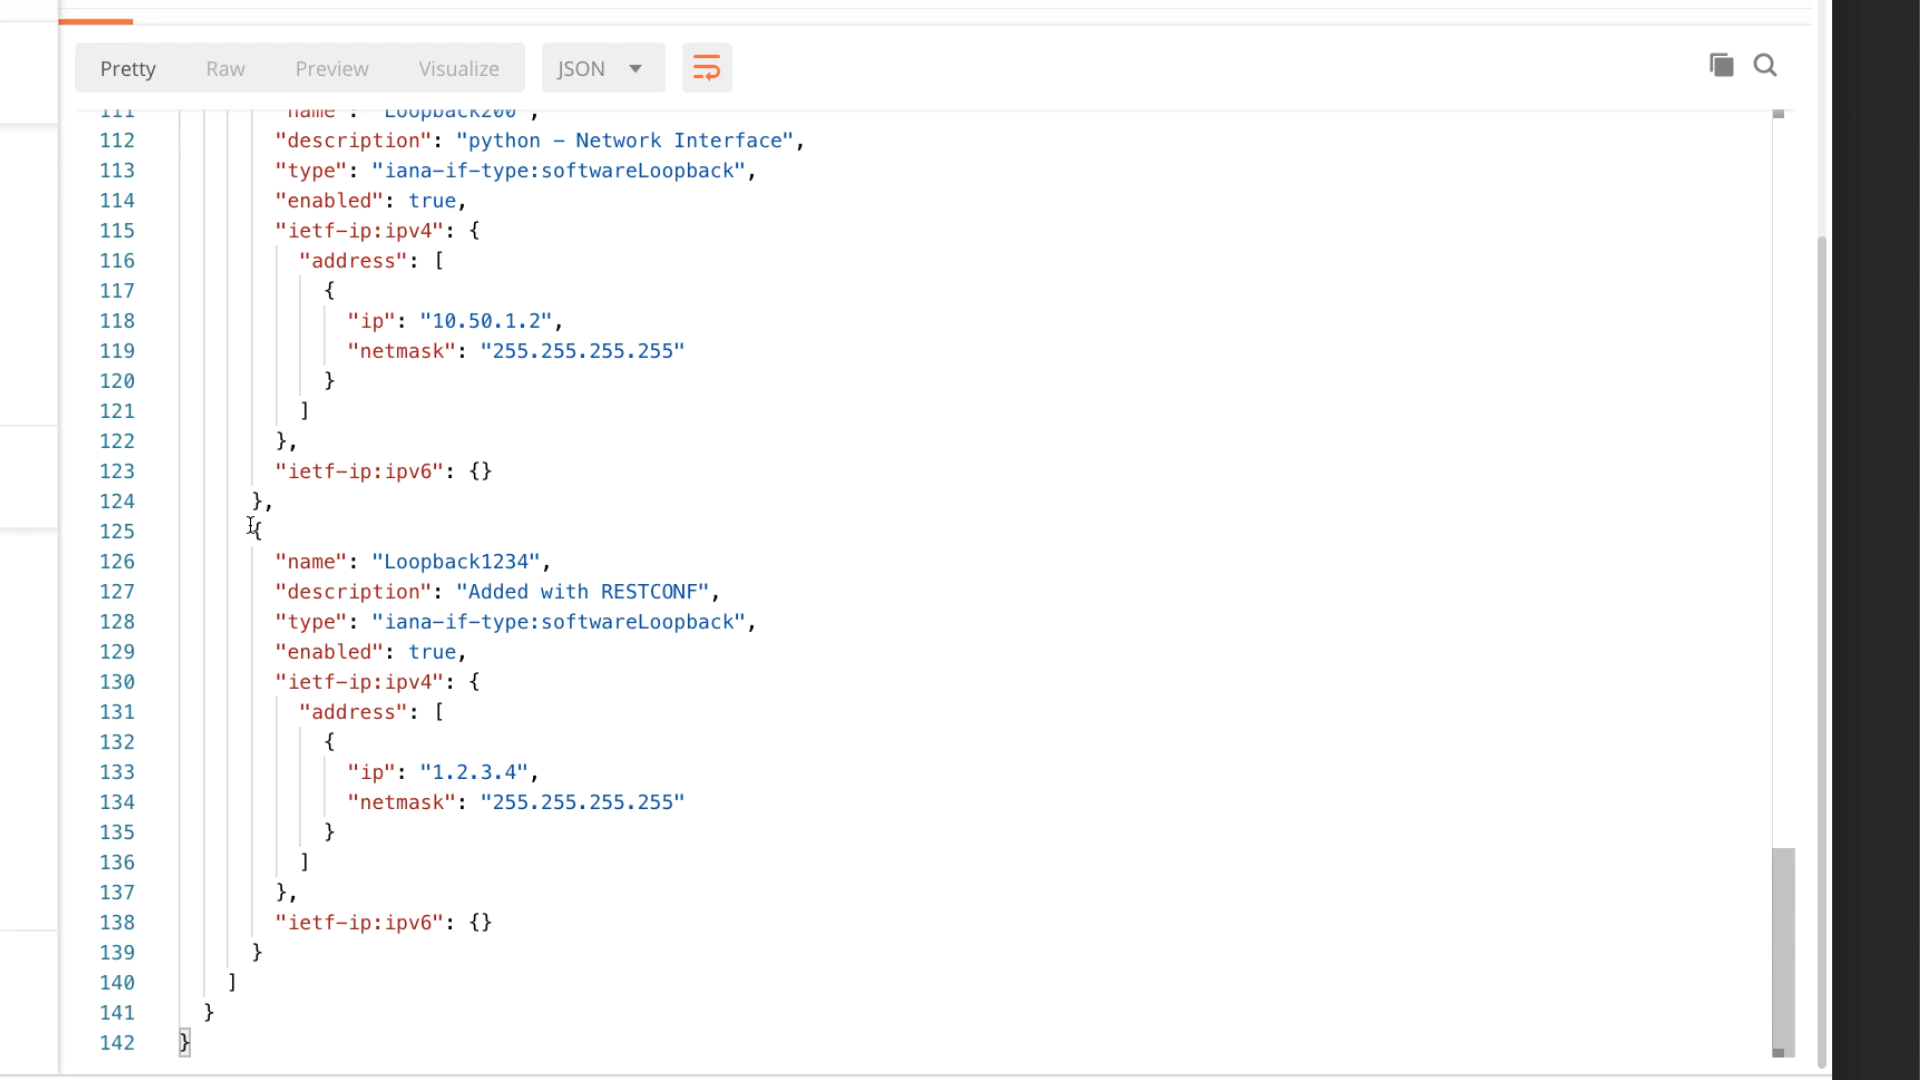 Pretty Raw Preview Visualize JSON
111 "name": "Loopback200",
112 "description": "python – Network Interface",
113 "type": "iana-if-type:softwareLoopback",
114 "enabled": true,
115 "ietf-ip:ipv4": {
116 "address": [
117 {
118 "ip": "10.50.1.2",
119 "netmask": "255.255.255.255"
120 }
121 ]
122 },
123 "ietf-ip:ipv6": {}
124 },
125 {
126 "name": "Loopback1234",
127 "description": "Added with RESTCONF",
128 "type": "iana-if-type:softwareLoopback",
129 "enabled": true,
130 "ietf-ip:ipv4": {
131 "address": [
132 {
133 "ip": "1.2.3.4",
134 "netmask": "255.255.255.255"
135 }
136 ]
137 },
138 "ietf-ip:ipv6": {}
139 }
140 ]
141 }
142 }